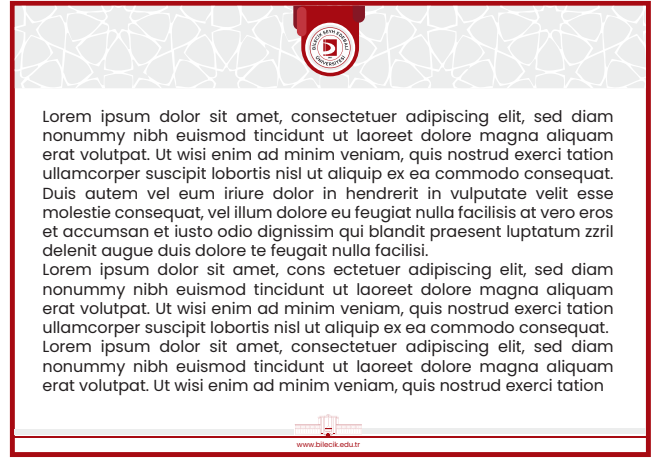 BİLECİK ŞEYH EDEBALİ
ÜNİVERSİTESİ
Lorem ipsum dolor sit amet, consectetuer adipiscing elit, sed diam
nonummy nibh euismod tincidunt ut laoreet dolore magna aliquam
erat volutpat. Ut wisi enim ad minim veniam, quis nostrud exerci tation
ullamcorper suscipit lobortis nisl ut aliquip ex ea commodo consequat.
Duis autem vel eum iriure dolor in hendrerit in vulputate velit esse
molestie consequat, vel illum dolore eu feugiat nulla facilisis at vero eros
et accumsan et iusto odio dignissim qui blandit praesent luptatum zzril
delenit augue duis dolore te feugait nulla facilisi.
Lorem ipsum dolor sit amet, cons ectetuer adipiscing elit, sed diam
nonummy nibh euismod tincidunt ut laoreet dolore magna aliquam
erat volutpat. Ut wisi enim ad minim veniam, quis nostrud exerci tation
ullamcorper suscipit lobortis nisl ut aliquip ex ea commodo consequat.
Lorem ipsum dolor sit amet, consectetuer adipiscing elit, sed diam
nonummy nibh euismod tincidunt ut laoreet dolore magna aliquam
erat volutpat. Ut wisi enim ad minim veniam, quis nostrud exerci tation
www.bilecik.edu.tr